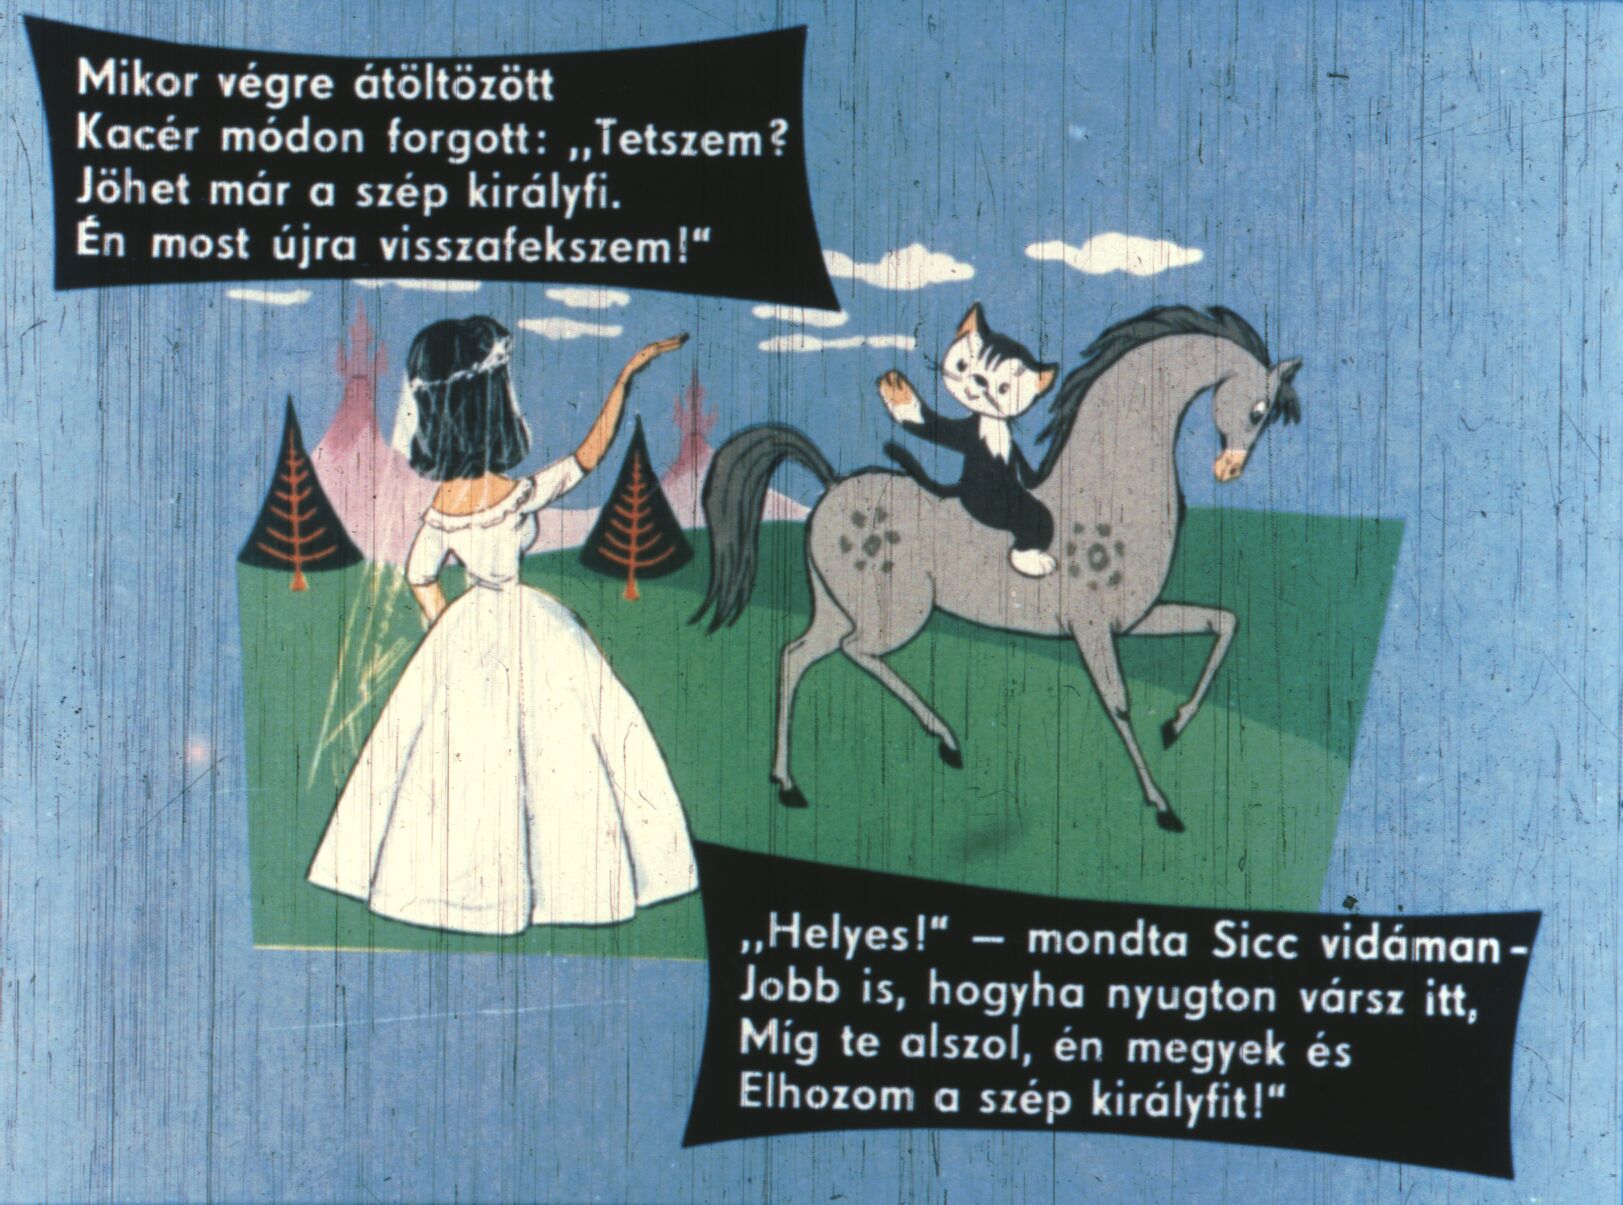 Mikor végre átöltözött
Kacér módon forgott: „Tetszem?
Jöhet már a szép királyfi.
Én most újra visszafekszem!“
„Helyes!“ — mondta Sicc vidáman-
Jobb is, hogyha nyugton vársz itt,
Míg te alszol, én megyek és
Elhozom a szép királyfit!“